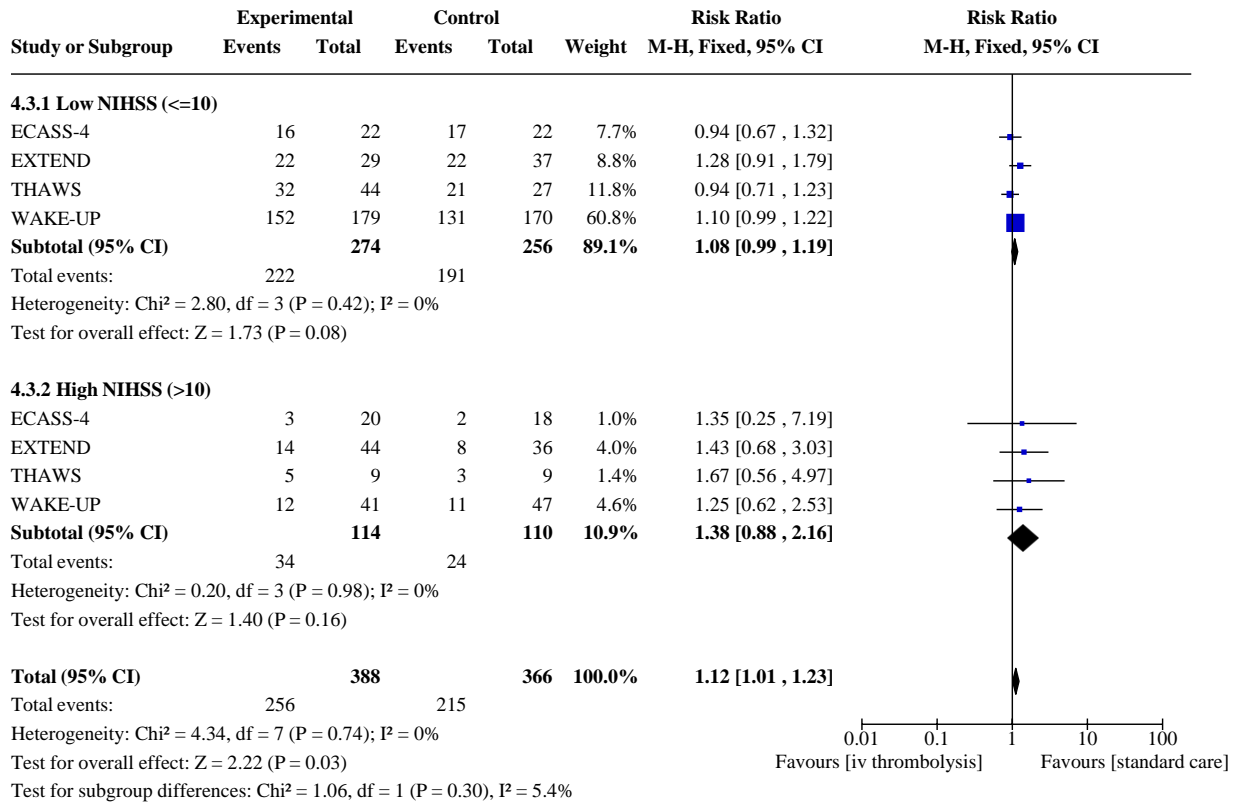 Experimental Control Risk Ratio Risk Ratio
Study or Subgroup Events Total Events Total Weight M-H, Fixed, 95% CI M-H, Fixed, 95% CI
4.3.1 Low NIHSS (<=10)
ECASS-4 16 22 17 22 7.7% 0.94 [0.67 , 1.32]
EXTEND 22 29 22 37 8.8% 1.28 [0.91 , 1.79]
THAWS 32 44 21 27 11.8% 0.94 [0.71 , 1.23]
WAKE-UP 152 179 131 170 60.8% 1.10 [0.99 , 1.22]
Subtotal (95% CI) 274 256 89.1% 1.08 [0.99 , 1.19]
Total events: 222 191
Heterogeneity: Chi² = 2.80, df = 3 (P = 0.42); I² = 0%
Test for overall effect: Z = 1.73 (P = 0.08)
4.3.2 High NIHSS (>10)
ECASS-4 3 20 2 18 1.0% 1.35 [0.25 , 7.19]
EXTEND 14 44 8 36 4.0% 1.43 [0.68 , 3.03]
THAWS 5 9 3 9 1.4% 1.67 [0.56 , 4.97]
WAKE-UP 12 41 11 47 4.6% 1.25 [0.62 , 2.53]
Subtotal (95% CI) 114 110 10.9% 1.38 [0.88 , 2.16]
Total events: 34 24
Heterogeneity: Chi² = 0.20, df = 3 (P = 0.98); I² = 0%
Test for overall effect: Z = 1.40 (P = 0.16)
Total (95% CI) 388 366 100.0% 1.12 [1.01 , 1.23]
Total events: 256 215
Heterogeneity: Chi² = 4.34, df = 7 (P = 0.74); I² = 0%
0.01 0.1 1 10 100
Test for overall effect: Z = 2.22 (P = 0.03)
Favours [iv thrombolysis] Favours [standard care]
Test for subgroup differences: Chi² = 1.06, df = 1 (P = 0.30), I² = 5.4%